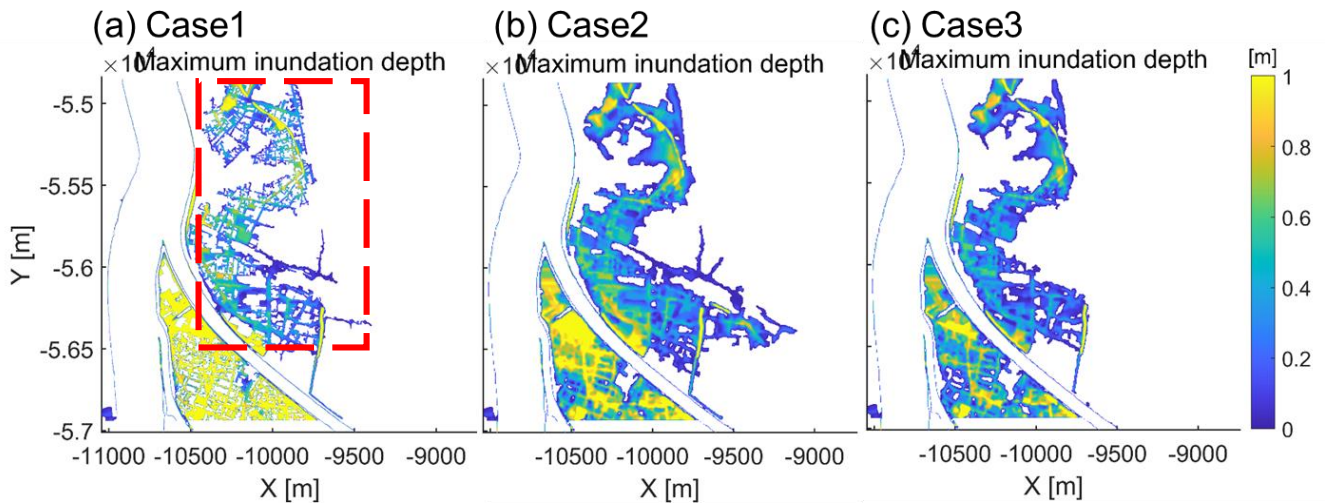 (a) Case1
(b) Case2
(c) Case3
Maximum inundation depth
Maximum inundation depth
Maximum inundation depth
[m]
-5.5
-5.55
-5.6
-5.65
-5.7
Y [m]
1
0.8
0.6
0.4
0.2
0
-11000 -10500 -10000 -9500 -9000
-10500 -10000 -9500 -9000
-10500 -10000 -9500 -9000
X [m]
X [m]
X [m]